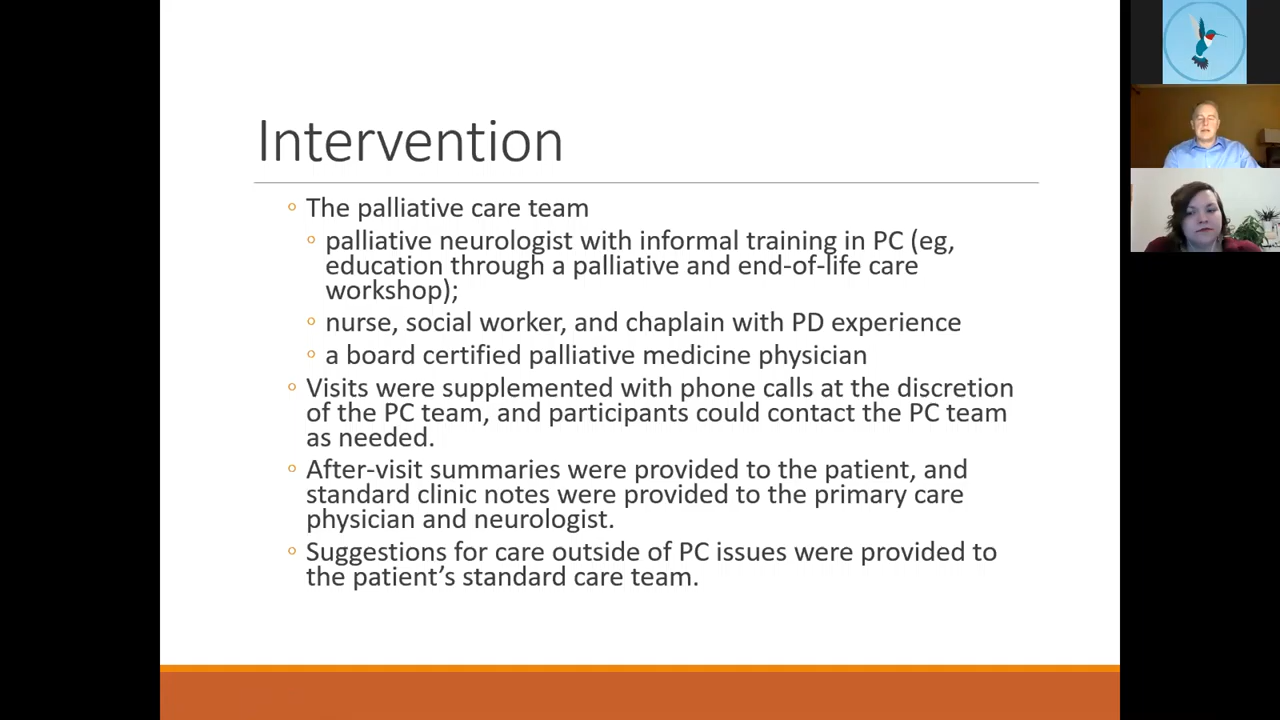 Intervention
◦ The palliative care team
◦ palliative neurologist with informal training in PC (eg,
education through a palliative and end-of-life care
workshop);
◦ nurse, social worker, and chaplain with PD experience
◦ a board certified palliative medicine physician
◦ Visits were supplemented with phone calls at the discretion
of the PC team, and participants could contact the PC team
as needed.
◦ After-visit summaries were provided to the patient, and
standard clinic notes were provided to the primary care
physician and neurologist.
◦ Suggestions for care outside of PC issues were provided to
the patient’s standard care team.